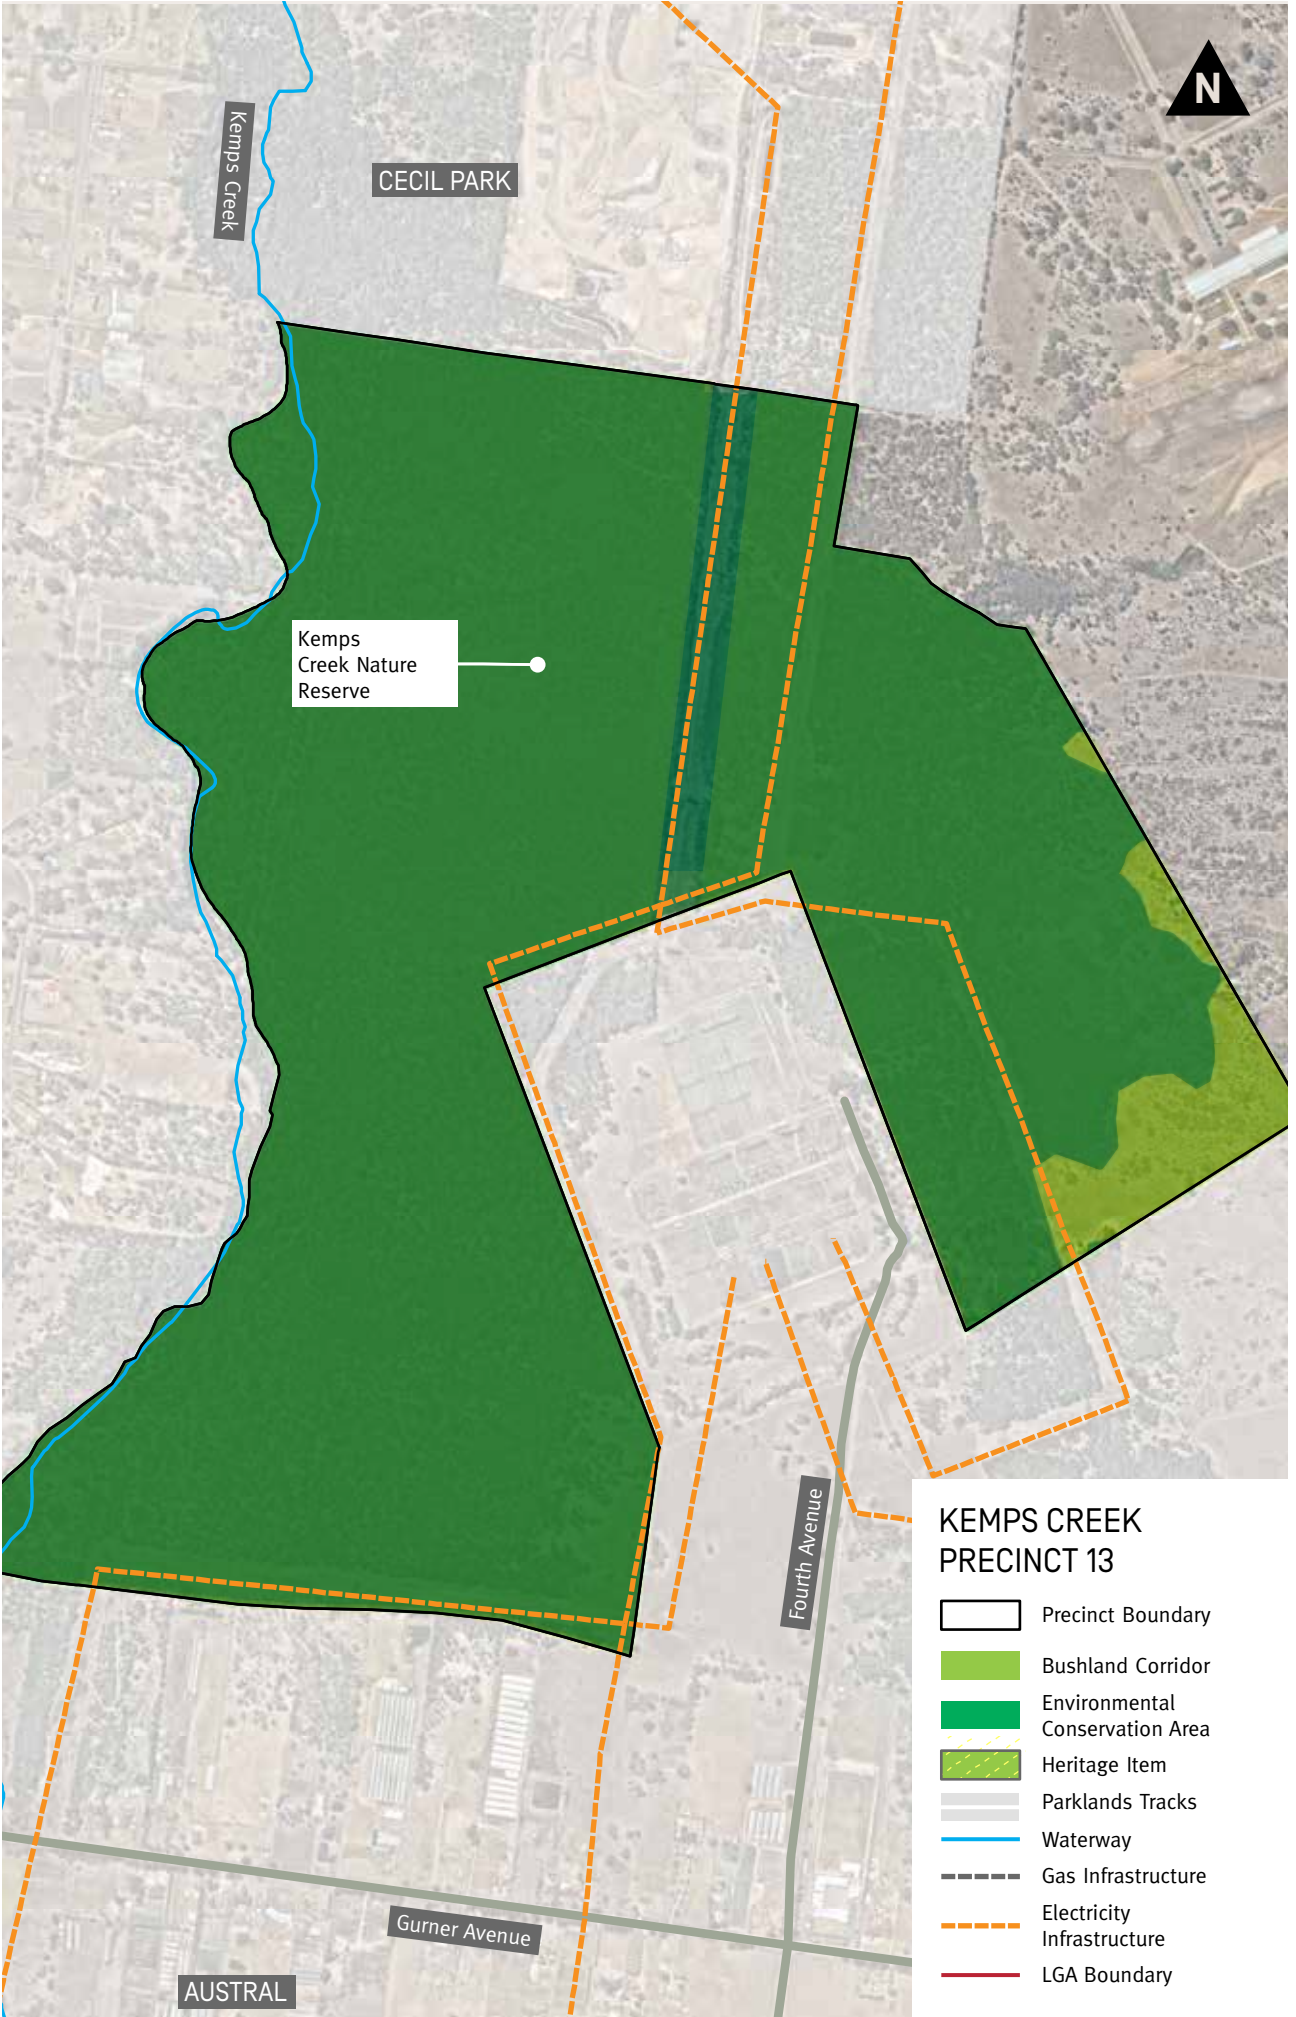 N
Kemps Creek
CECIL PARK
Kemps
Creek Nature
Reserve
Fourth Avenue
Gurner Avenue
AUSTRAL
KEMPS CREEK
PRECINCT 13
Precinct Boundary
Bushland Corridor
Environmental
Conservation Area
Heritage Item
Parklands Tracks
Waterway
Gas Infrastructure
Electricity
Infrastructure
LGA Boundary